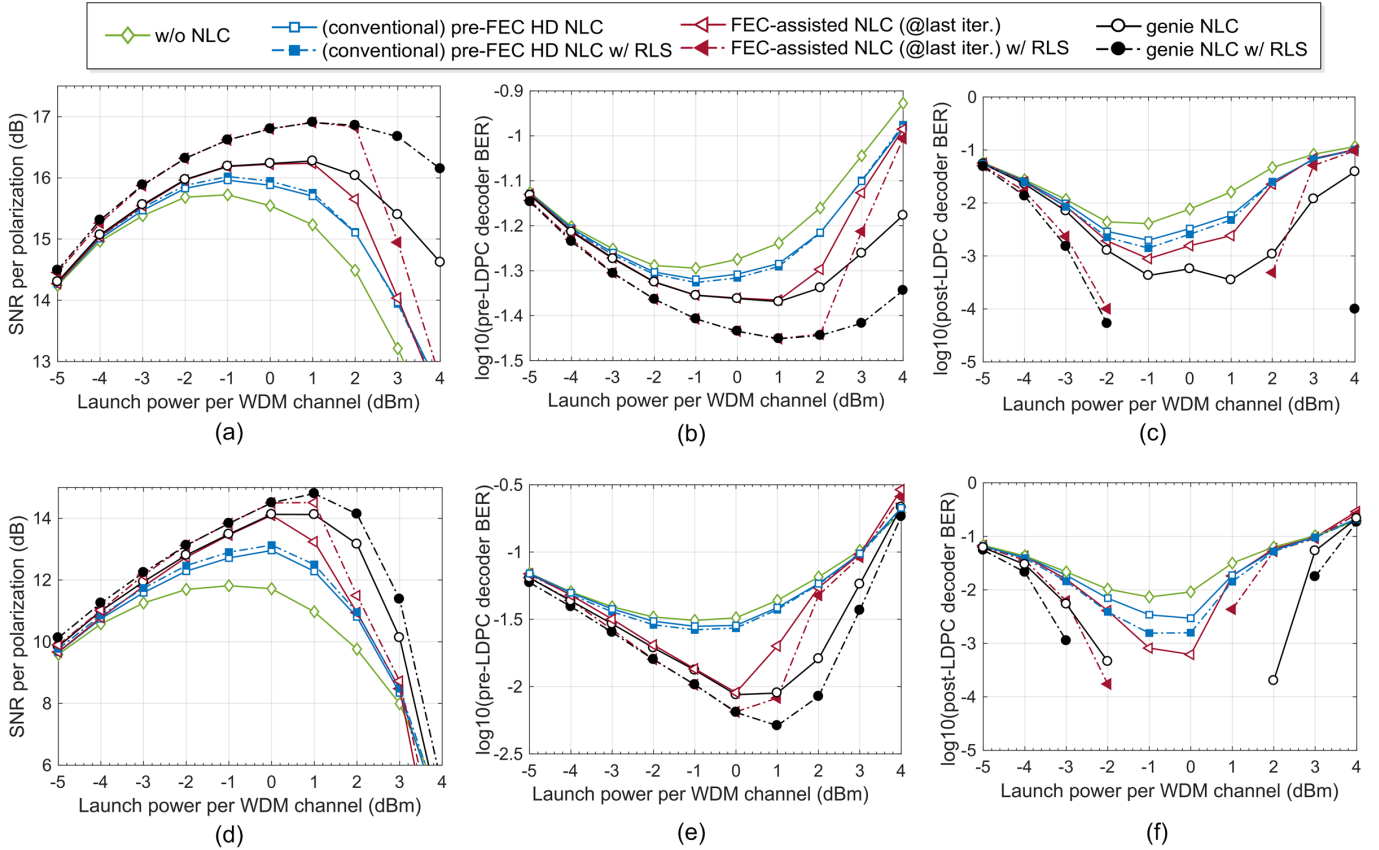 w/o NLC
(conventional) pre-FEC HD NLC
(conventional) pre-FEC HD NLC w/ RLS
FEC-assisted NLC (@last iter.)
FEC-assisted NLC (@last iter.) w/ RLS
genie NLC
genie NLC w/ RLS
SNR per polarization (dB)
17
16
15
14
13
-5 -4 -3 -2 -1 0 1 2 3 4
Launch power per WDM channel (dBm)
(a)
log10(pre-LDPC decoder BER)
-0.9
-1
-1.1
-1.2
-1.3
-1.4
-1.5
-5 -4 -3 -2 -1 0 1 2 3 4
Launch power per WDM channel (dBm)
(b)
log10(post-LDPC decoder BER)
0
-1
-2
-3
-4
-5
-5 -4 -3 -2 -1 0 1 2 3 4
Launch power per WDM channel (dBm)
(c)
SNR per polarization (dB)
14
12
10
8
6
-5 -4 -3 -2 -1 0 1 2 3 4
Launch power per WDM channel (dBm)
(d)
log10(pre-LDPC decoder BER)
-0.5
-1
-1.5
-2
-2.5
-5 -4 -3 -2 -1 0 1 2 3 4
Launch power per WDM channel (dBm)
(e)
log10(post-LDPC decoder BER)
0
-1
-2
-3
-4
-5
-5 -4 -3 -2 -1 0 1 2 3 4
Launch power per WDM channel (dBm)
(f)